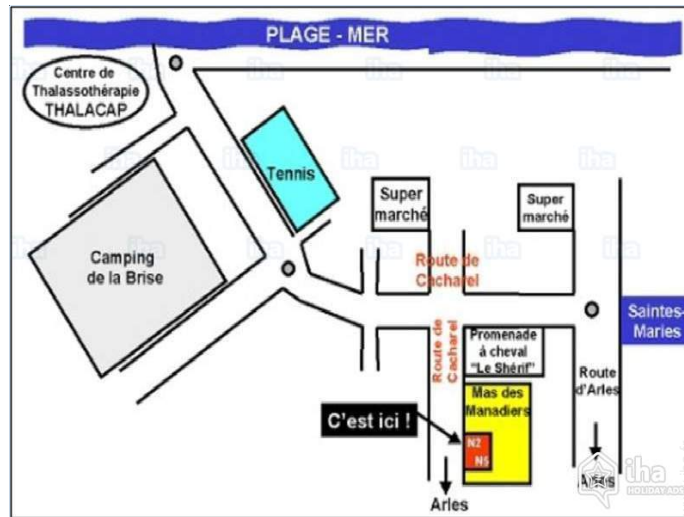 PLAGE - MER
Centre de
Thalassothérapie
THALACAP
Tennis
Super
marché
Super
marché
Camping
de la Brise
Route de
Cacharel
Saintes-
Maries
Route de
Cacharel
Promenade
à cheval
"Le Shérif"
Route
d'Arles
Mas des
Manadiers
C'est ici !
N2
N5
Arles
Arles
iha
HOLIDAY ADS